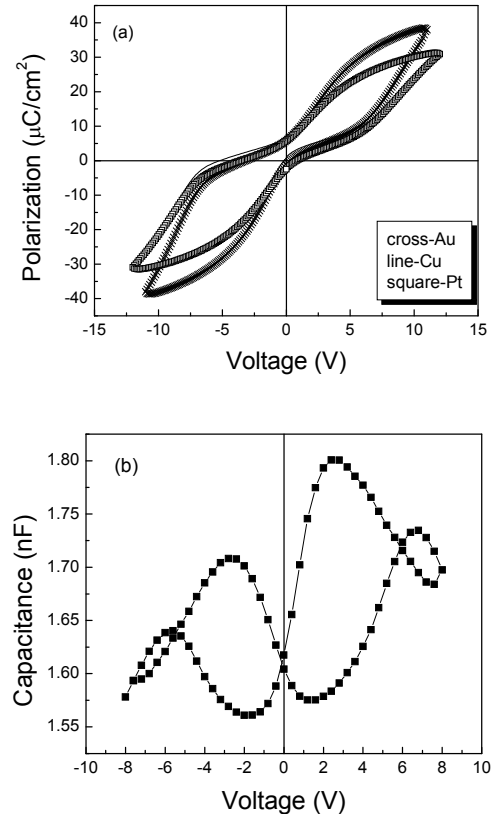 (a)
Polarization (μC/cm²)
40
30
20
10
0
-10
-20
-30
-40
cross-Au
line-Cu
square-Pt
-15 -10 -5 0 5 10 15
Voltage (V)
(b)
Capacitance (nF)
1.80
1.75
1.70
1.65
1.60
1.55
-10 -8 -6 -4 -2 0 2 4 6 8 10
Voltage (V)